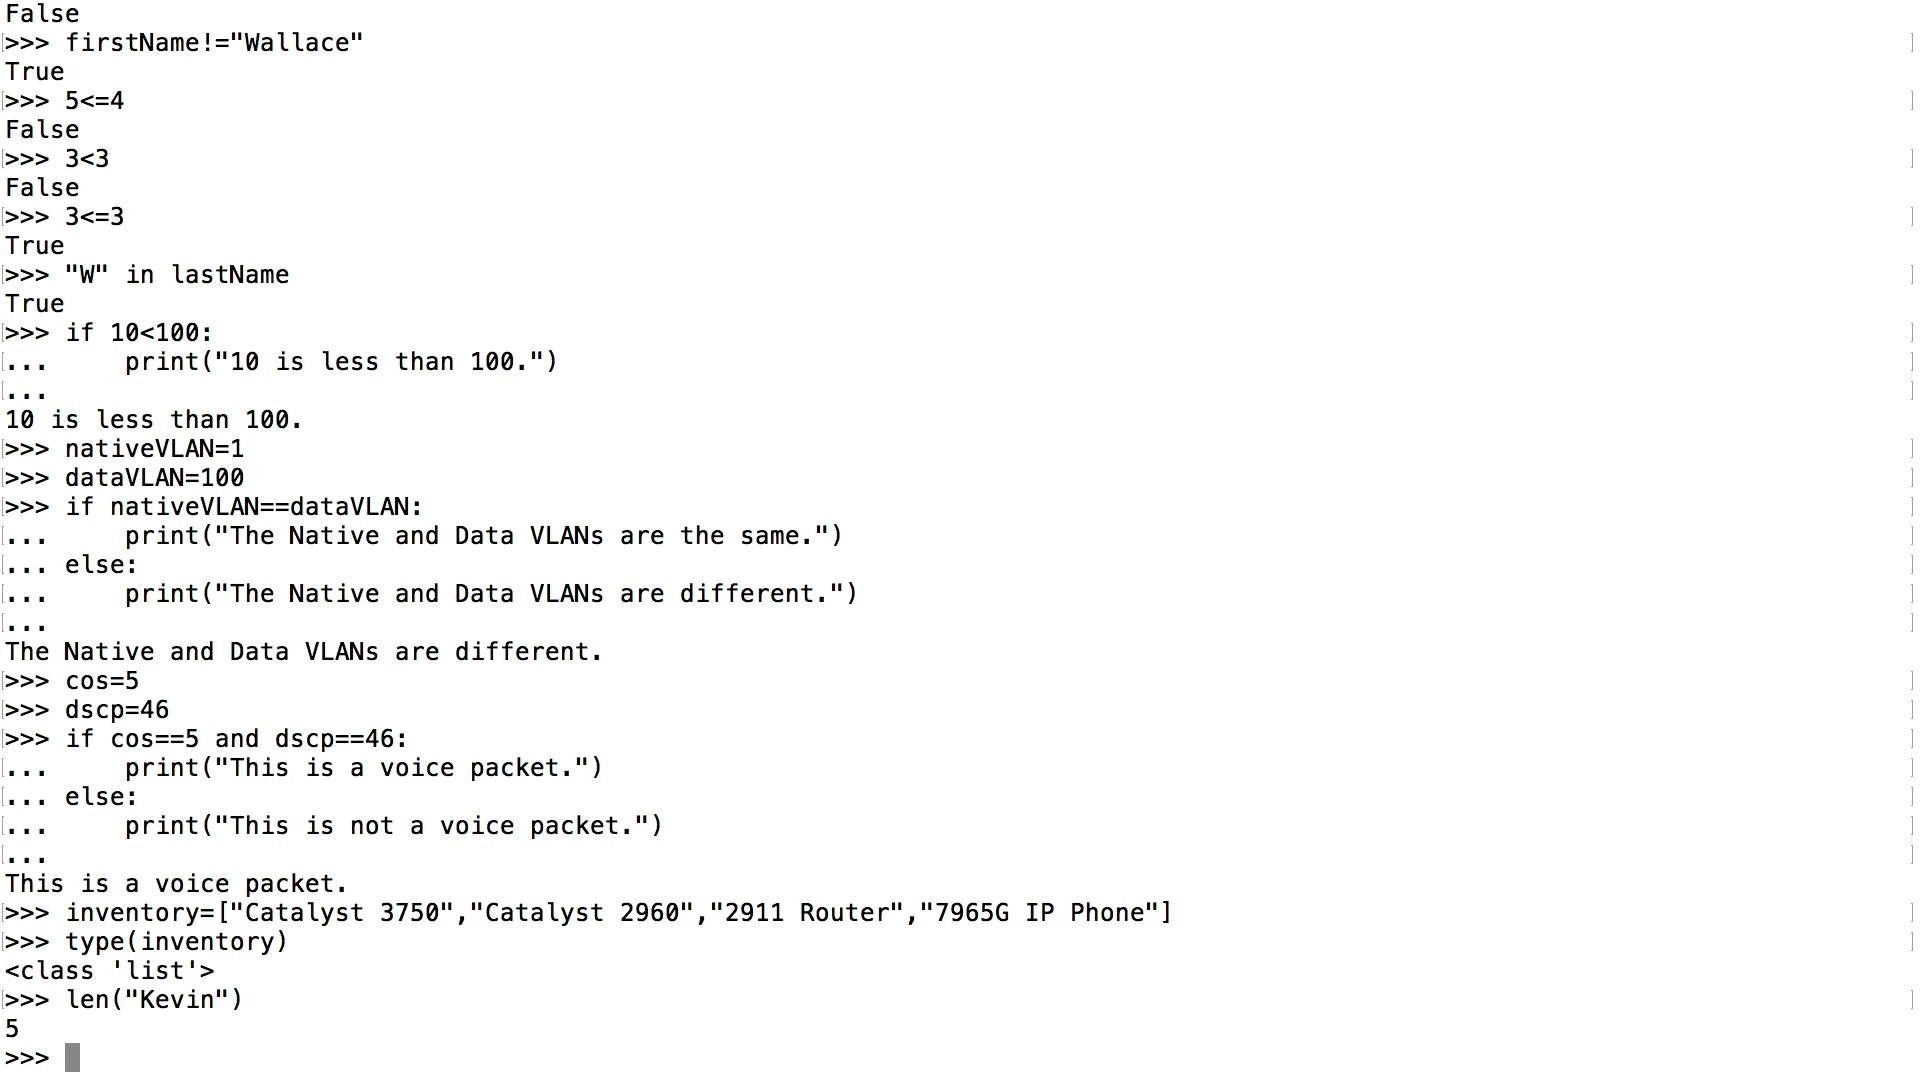 False
>>> firstName!="Wallace"
True
>>> 5<=4
False
>>> 3<3
False
>>> 3<=3
True
>>> "W" in lastName
True
>>> if 10<100:
...     print("10 is less than 100.")
...
10 is less than 100.
>>> nativeVLAN=1
>>> dataVLAN=100
>>> if nativeVLAN==dataVLAN:
...     print("The Native and Data VLANs are the same.")
... else:
...     print("The Native and Data VLANs are different.")
...
The Native and Data VLANs are different.
>>> cos=5
>>> dscp=46
>>> if cos==5 and dscp==46:
...     print("This is a voice packet.")
... else:
...     print("This is not a voice packet.")
...
This is a voice packet.
>>> inventory=["Catalyst 3750","Catalyst 2960","2911 Router","7965G IP Phone"]
>>> type(inventory)
<class 'list'>
>>> len("Kevin")
5
>>>